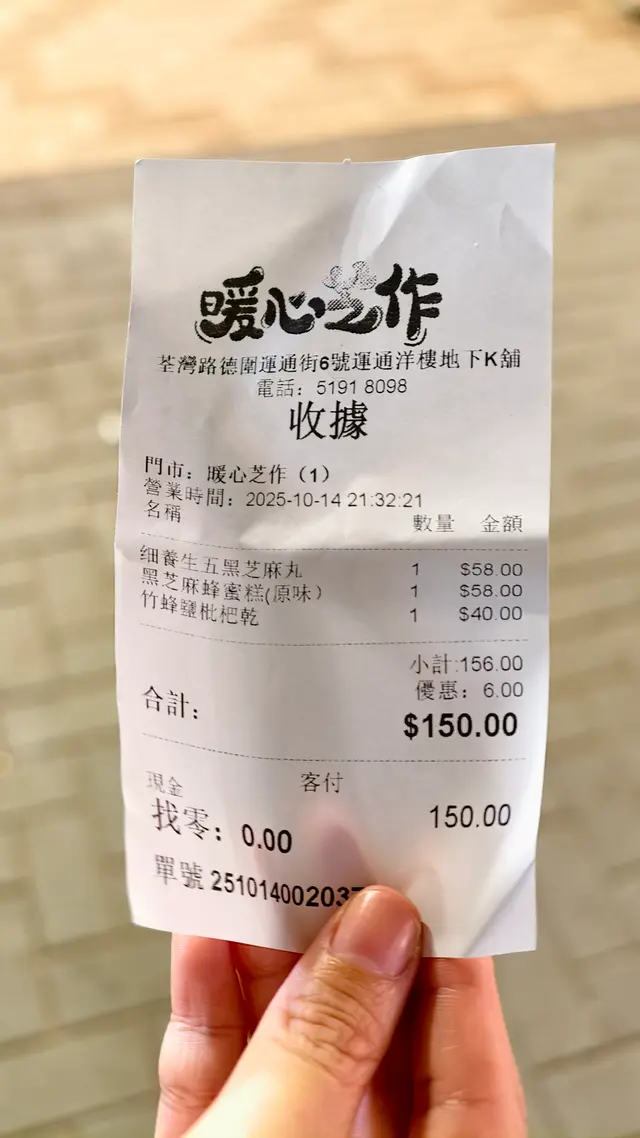 暖心芝作
荃灣路德圍運通街6號運通洋樓地下K舖
電話：5191 8098
收據
門市：暖心芝作（1）
營業時間：2025-10-14 21:32:21
名稱 數量 金額
细養生五黑芝麻丸 1 $58.00
黑芝麻蜂蜜糕(原味） 1 $58.00
竹蜂鹽枇杷乾 1 $40.00
小計:156.00
優惠：6.00
合計： $150.00
現金 客付
找零：0.00 150.00
單號 251014002037